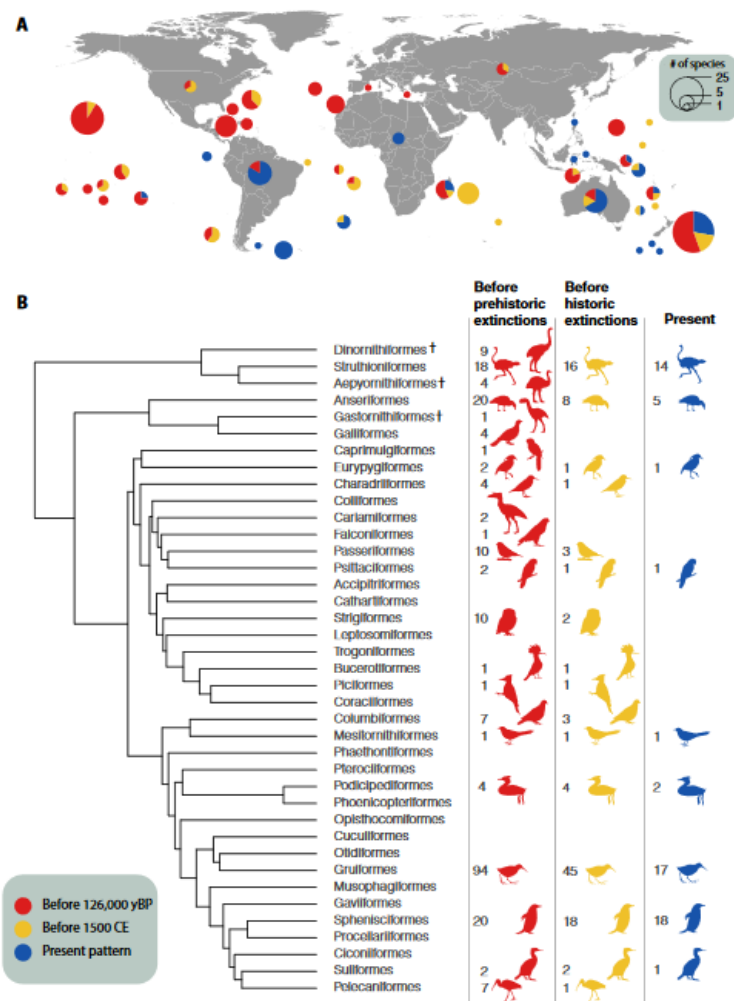 A
# of species
25
5
1
B
Before prehistoric extinctions
Before historic extinctions
Present
Dinornithiformes † 9
Struthioniformes 18 16 14
Aepyornithiformes † 4
Anseriformes 20 8 5
Gastornithiformes † 1
Galliformes 4
Caprimulgiformes 1
Eurypygiformes 2 1 1
Charadriiformes 4 1
Coliiformes
Cariamiformes 2
Falconiformes 1
Passeriformes 10 3
Psittaciformes 2 1 1
Accipitriformes
Cathartiformes
Strigiformes 10 2
Leptosomiformes
Trogoniformes
Bucerotiformes 1 1
Piciformes 1 1
Coraciiformes
Columbiformes 7 3
Mesitornithiformes 1 1 1
Phaethontiformes
Pterocliformes
Podicipediformes 4 4 2
Phoenicopteriformes
Opisthocomiformes
Cuculiformes
Otidiformes
Gruiformes 94 45 17
Musophagiformes
Gaviiformes
Sphenisciformes 20 18 18
Procellariiformes
Ciconiiformes
Suliformes 2 2 1
Pelecaniformes 7 1
Before 126,000 yBP
Before 1500 CE
Present pattern